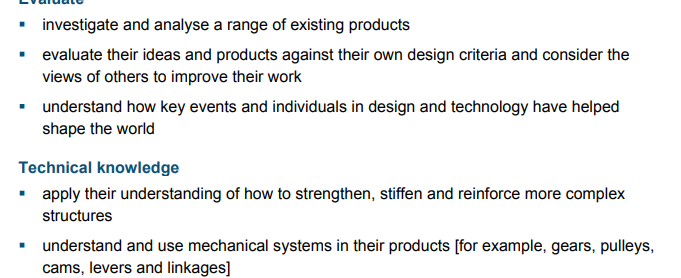 Evaluate
▪ investigate and analyse a range of existing products
▪ evaluate their ideas and products against their own design criteria and consider the
views of others to improve their work
▪ understand how key events and individuals in design and technology have helped
shape the world
Technical knowledge
▪ apply their understanding of how to strengthen, stiffen and reinforce more complex
structures
▪ understand and use mechanical systems in their products [for example, gears, pulleys,
cams, levers and linkages]